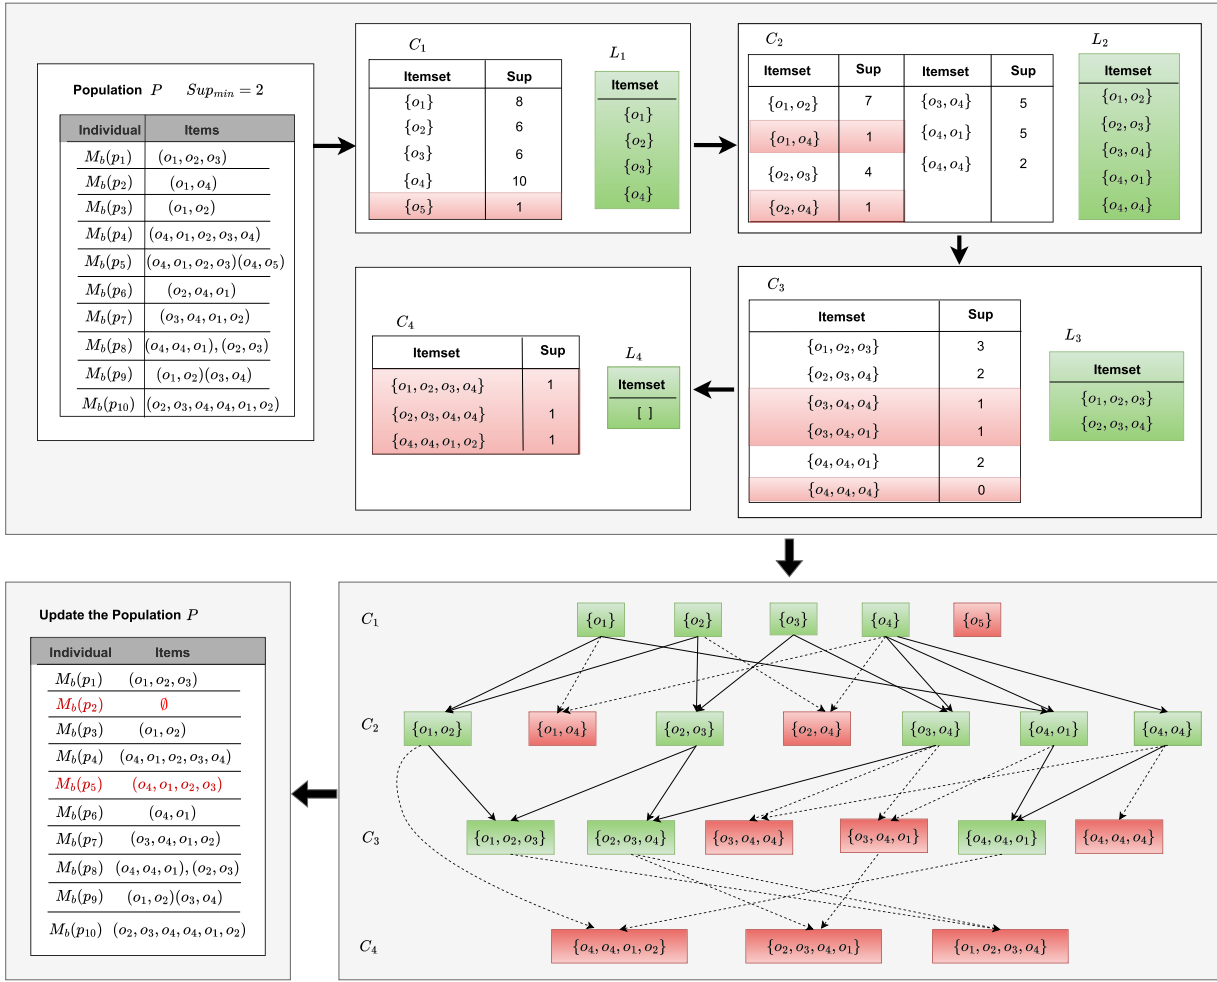 Population P Sup_min = 2
Individual Items
M_b(p_1) (o_1, o_2, o_3)
M_b(p_2) (o_1, o_4)
M_b(p_3) (o_1, o_2)
M_b(p_4) (o_4, o_1, o_2, o_3, o_4)
M_b(p_5) (o_4, o_1, o_2, o_3)(o_4, o_5)
M_b(p_6) (o_2, o_4, o_1)
M_b(p_7) (o_3, o_4, o_1, o_2)
M_b(p_8) (o_4, o_4, o_1), (o_2, o_3)
M_b(p_9) (o_1, o_2)(o_3, o_4)
M_b(p_10) (o_2, o_3, o_4, o_4, o_1, o_2)
C_1
Itemset Sup
{o_1} 8
{o_2} 6
{o_3} 6
{o_4} 10
{o_5} 1
L_1
Itemset
{o_1}
{o_2}
{o_3}
{o_4}
C_2
Itemset Sup Itemset Sup
{o_1, o_2} 7 {o_3, o_4} 5
{o_1, o_4} 1 {o_4, o_1} 5
{o_2, o_3} 4 {o_4, o_4} 2
{o_2, o_4} 1
L_2
Itemset
{o_1, o_2}
{o_2, o_3}
{o_3, o_4}
{o_4, o_1}
{o_4, o_4}
C_3
Itemset Sup
{o_1, o_2, o_3} 3
{o_2, o_3, o_4} 2
{o_3, o_4, o_4} 1
{o_3, o_4, o_1} 1
{o_4, o_4, o_1} 2
{o_4, o_4, o_4} 0
L_3
Itemset
{o_1, o_2, o_3}
{o_2, o_3, o_4}
C_4
Itemset Sup
{o_1, o_2, o_3, o_4} 1
{o_2, o_3, o_4, o_4} 1
{o_4, o_4, o_1, o_2} 1
L_4
Itemset
[ ]
C_1 {o_1} {o_2} {o_3} {o_4} {o_5}
C_2 {o_1, o_2} {o_1, o_4} {o_2, o_3} {o_2, o_4} {o_3, o_4} {o_4, o_1} {o_4, o_4}
C_3 {o_1, o_2, o_3} {o_2, o_3, o_4} {o_3, o_4, o_4} {o_3, o_4, o_1} {o_4, o_4, o_1} {o_4, o_4, o_4}
C_4 {o_4, o_4, o_1, o_2} {o_2, o_3, o_4, o_1} {o_1, o_2, o_3, o_4}
Update the Population P
Individual Items
M_b(p_1) (o_1, o_2, o_3)
M_b(p_2) ∅
M_b(p_3) (o_1, o_2)
M_b(p_4) (o_4, o_1, o_2, o_3, o_4)
M_b(p_5) (o_4, o_1, o_2, o_3)
M_b(p_6) (o_4, o_1)
M_b(p_7) (o_3, o_4, o_1, o_2)
M_b(p_8) (o_4, o_4, o_1), (o_2, o_3)
M_b(p_9) (o_1, o_2)(o_3, o_4)
M_b(p_10) (o_2, o_3, o_4, o_4, o_1, o_2)